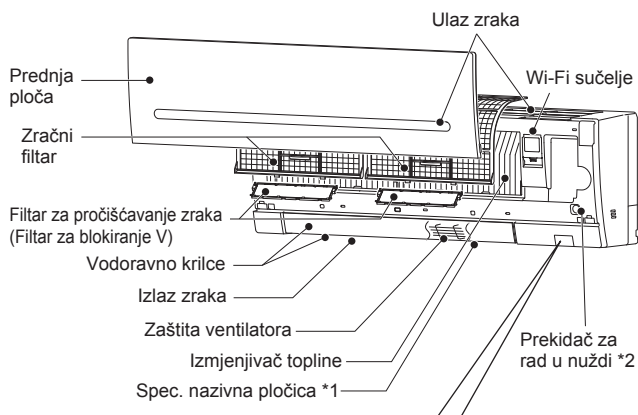 Ulaz zraka
Prednja
ploča
Wi-Fi sučelje
Zračni
filtar
Filtar za pročišćavanje zraka
(Filtar za blokiranje V)
Vodoravno krilce
Izlaz zraka
Zaštita ventilatora
Izmjenjivač topline
Spec. nazivna pločica *1
Prekidač za
rad u nuždi *2